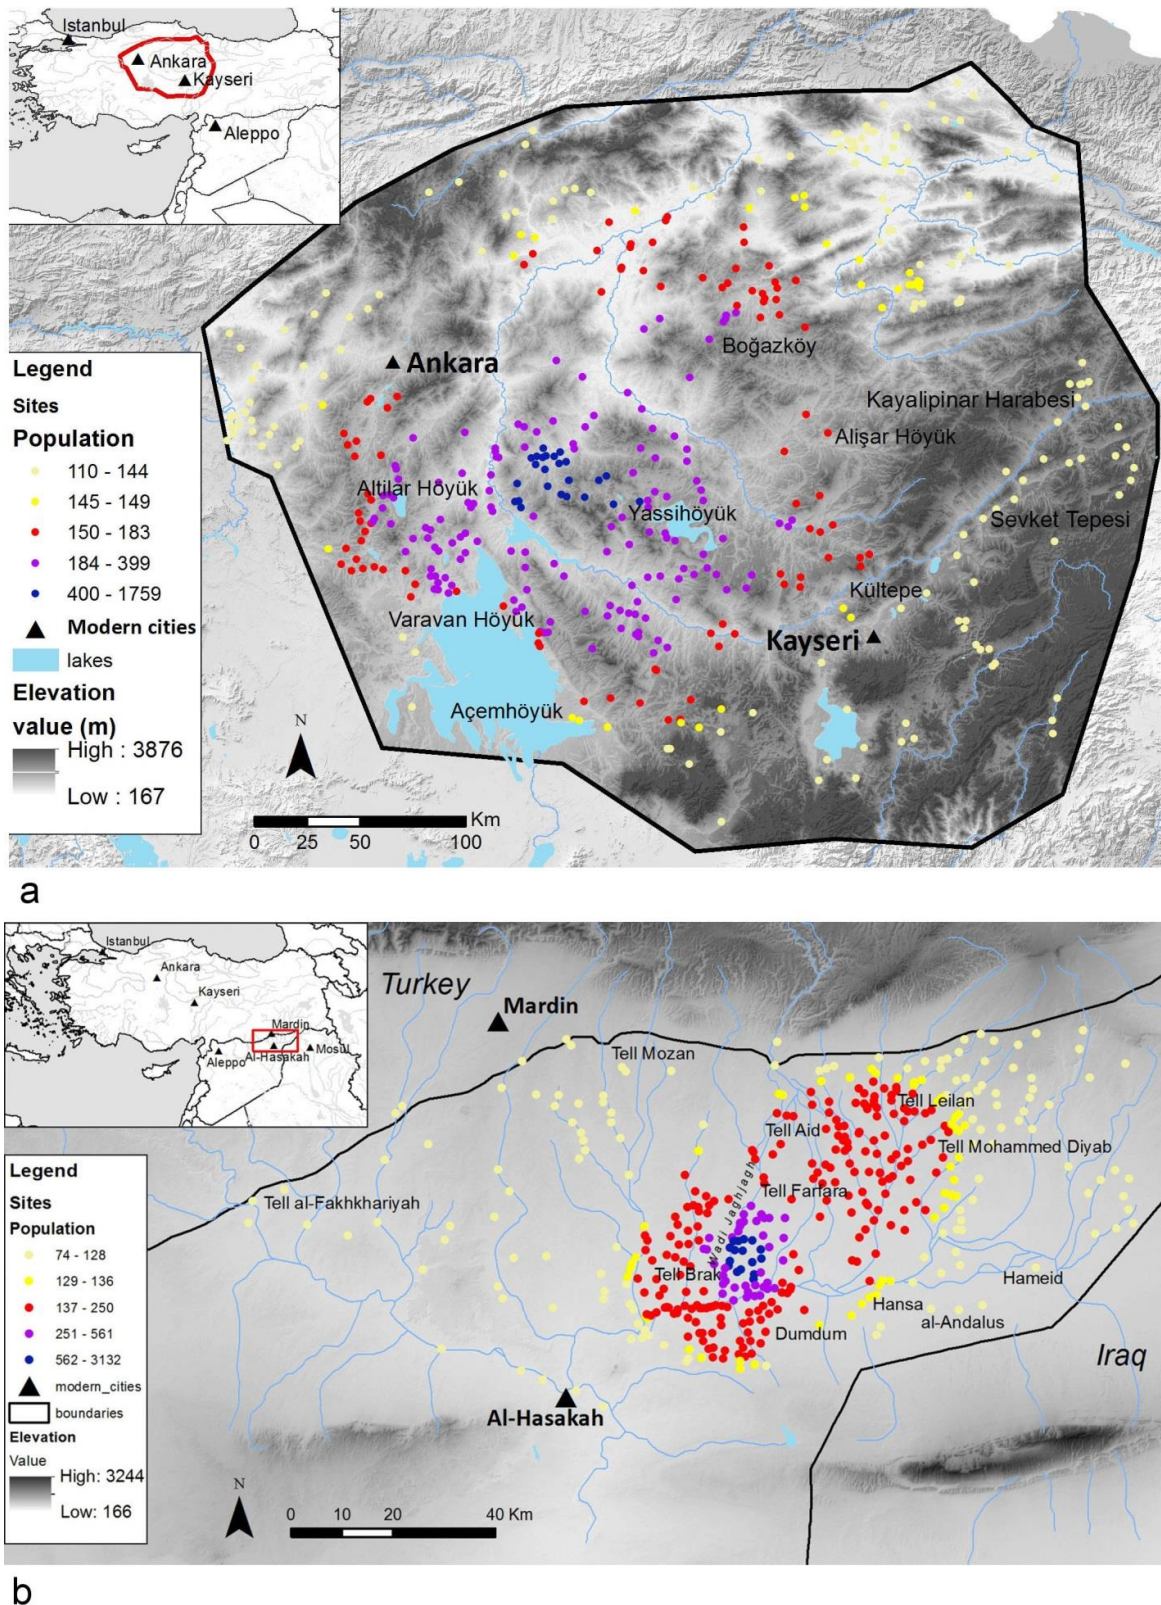 Istanbul
Ankara
Kayseri
Aleppo
Ankara
Boğazköy
Kayalipinar Harabesi
Alişar Höyük
Altilar Höyük
Yassihöyük
Sevket Tepesi
Kültepe
Varavan Höyük
Kayseri
Açemhöyük
Legend
Sites
Population
110 - 144
145 - 149
150 - 183
184 - 399
400 - 1759
Modern cities
lakes
Elevation
value (m)
High : 3876
Low : 167
N
Km
0 25 50 100
a
Istanbul
Ankara
Kayseri
Mardin
Al-Hasakah
Mosul
Aleppo
Turkey
Mardin
Tell Mozan
Tell Leilan
Tell Aid
Tell Mohammed Diyab
Tell al-Fakhkhariyah
Tell Farfara
Wadi Jaghjagh
Tell Brak
Hameid
Hansa
al-Andalus
Dumdum
Iraq
Al-Hasakah
Legend
Sites
Population
74 - 128
129 - 136
137 - 250
251 - 561
562 - 3132
modern_cities
boundaries
Elevation
Value
High: 3244
Low: 166
N
0 10 20 40 Km
b